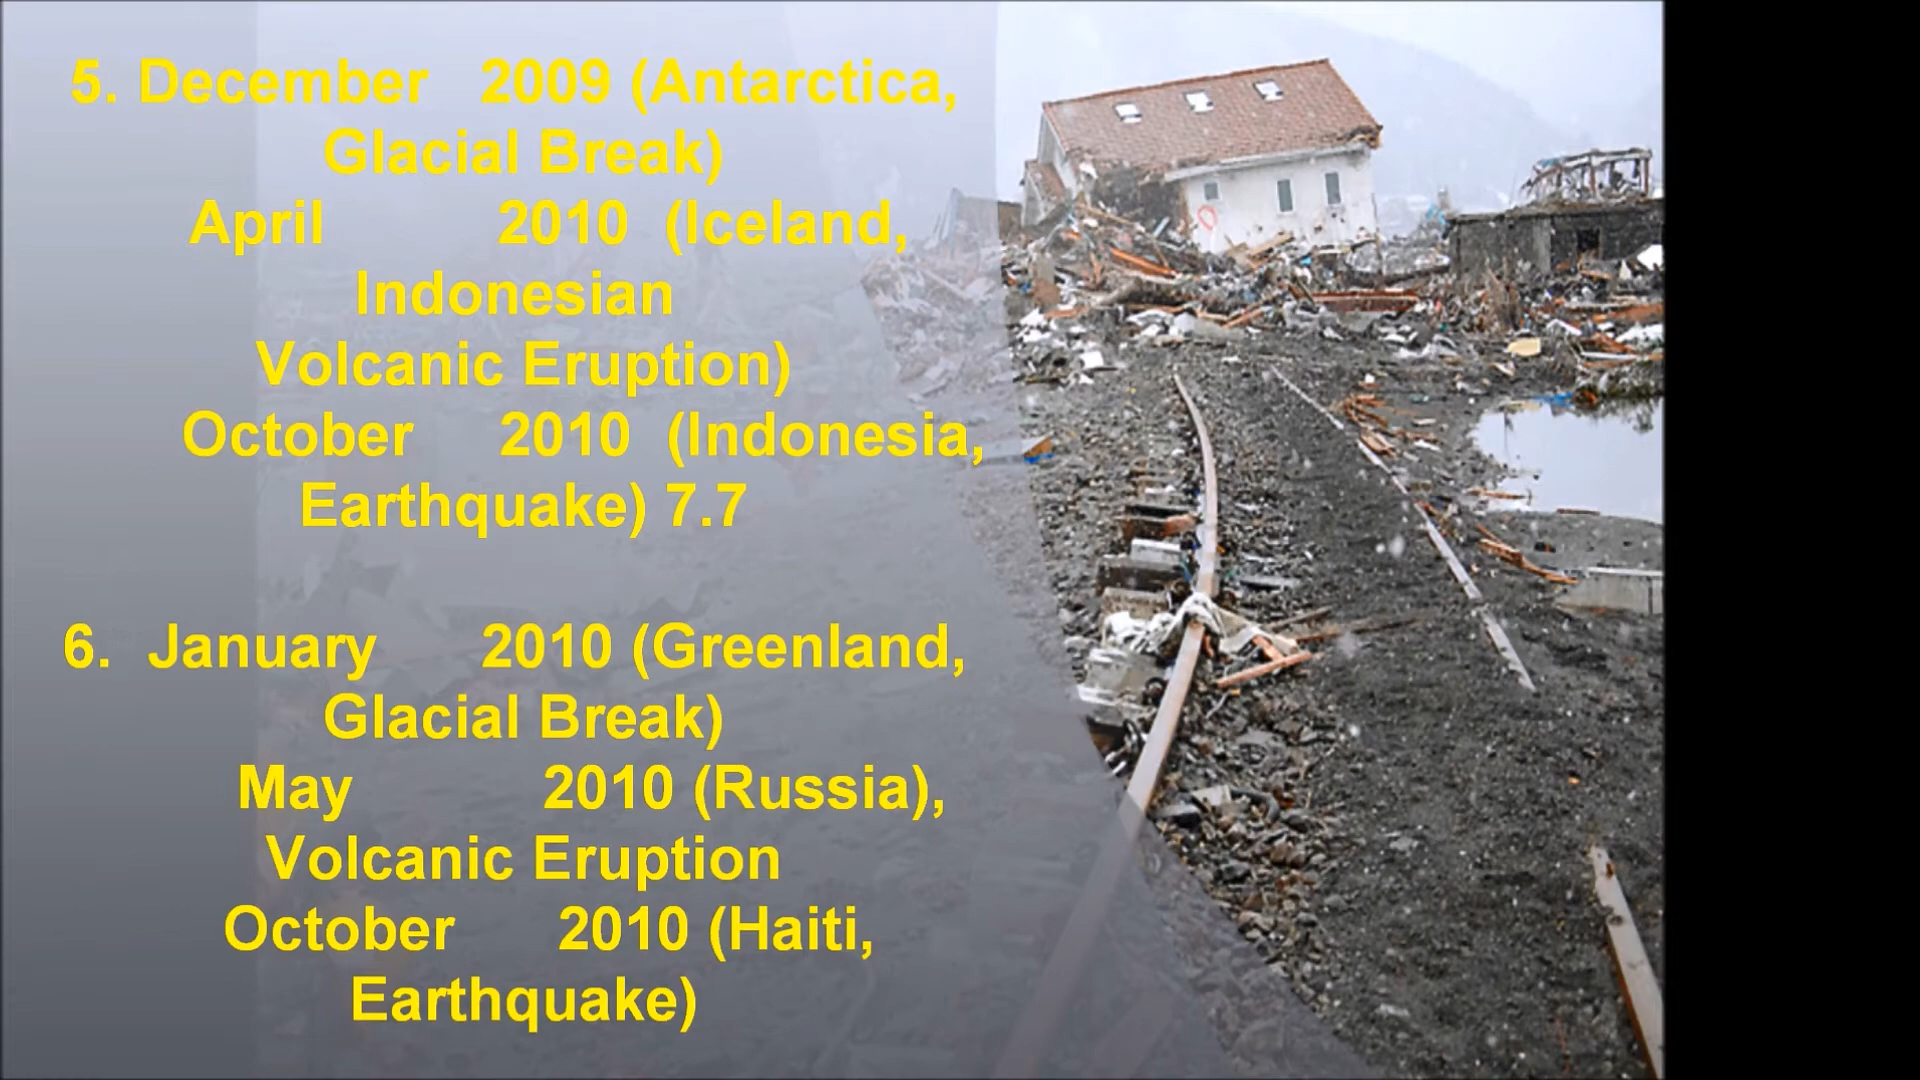 5. December 2009 (Antarctica,
Glacial Break)
April 2010 (Iceland,
Indonesian
Volcanic Eruption)
October 2010 (Indonesia,
Earthquake) 7.7
6. January 2010 (Greenland,
Glacial Break)
May 2010 (Russia),
Volcanic Eruption
October 2010 (Haiti,
Earthquake)